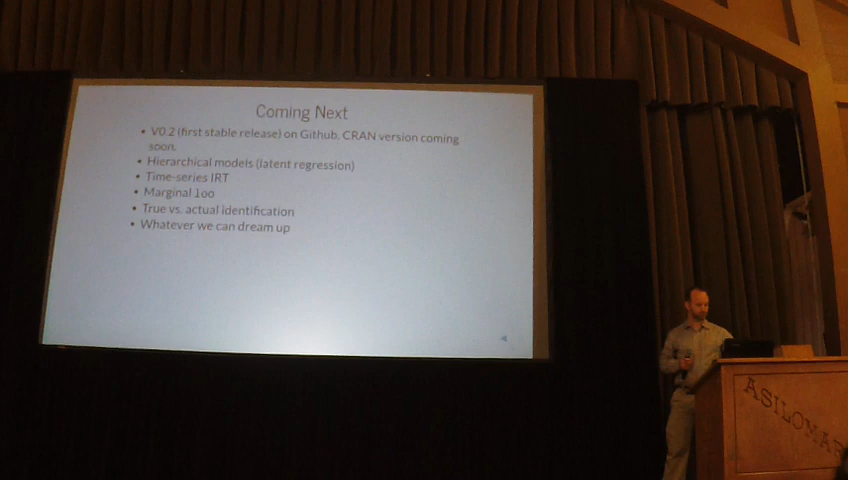 Coming Next
• V0.2 (first stable release) on Github. CRAN version coming
soon.
• Hierarchical models (latent regression)
• Time-series IRT
• Marginal loo
• True vs. actual identification
• Whatever we can dream up
ASILOMAR